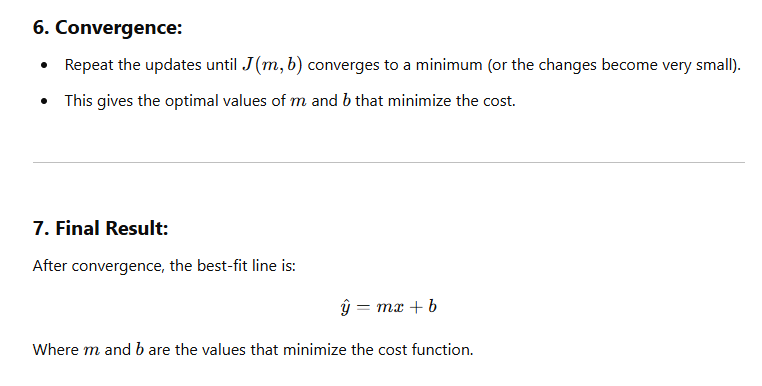 6. Convergence:
• Repeat the updates until J(m, b) converges to a minimum (or the changes become very small).
• This gives the optimal values of m and b that minimize the cost.
7. Final Result:
After convergence, the best-fit line is:
ŷ = mx + b
Where m and b are the values that minimize the cost function.